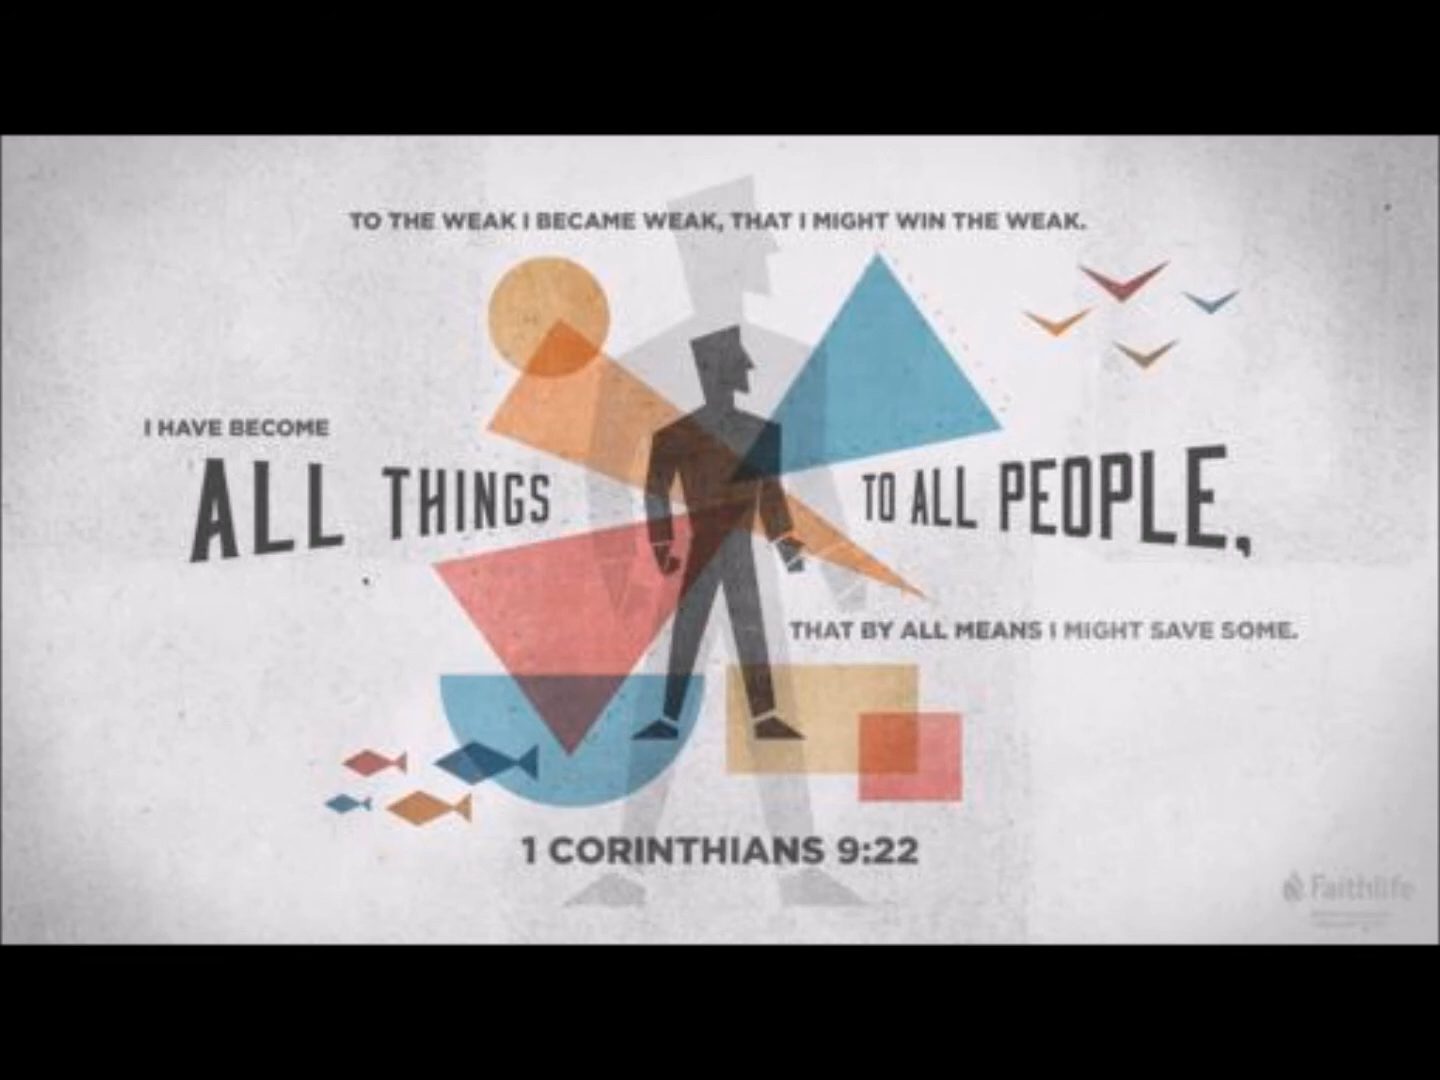 TO THE WEAK I BECAME WEAK, THAT I MIGHT WIN THE WEAK.
I HAVE BECOME
ALL THINGS TO ALL PEOPLE,
THAT BY ALL MEANS I MIGHT SAVE SOME.
1 CORINTHIANS 9:22
Faithlife